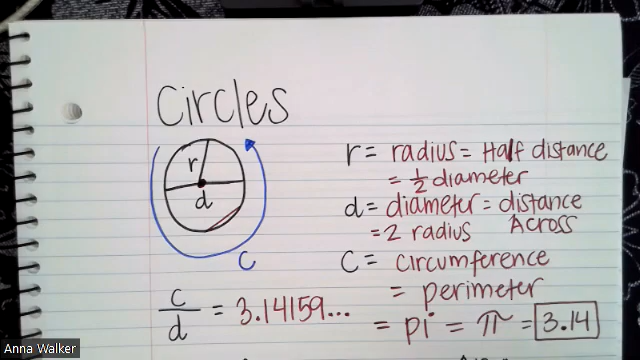 Circles
r
d
C
r = radius = Half distance
= 1/2 diameter
d = diameter = distance
= 2 radius Across
C = circumference
= perimeter
c/d = 3.14159... = pi = π = 3.14
Anna Walker